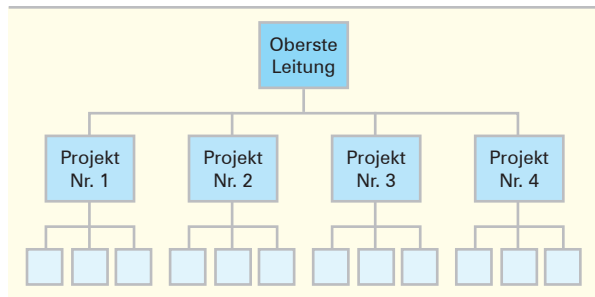 Oberste
Leitung
Projekt
Nr. 1
Projekt
Nr. 2
Projekt
Nr. 3
Projekt
Nr. 4